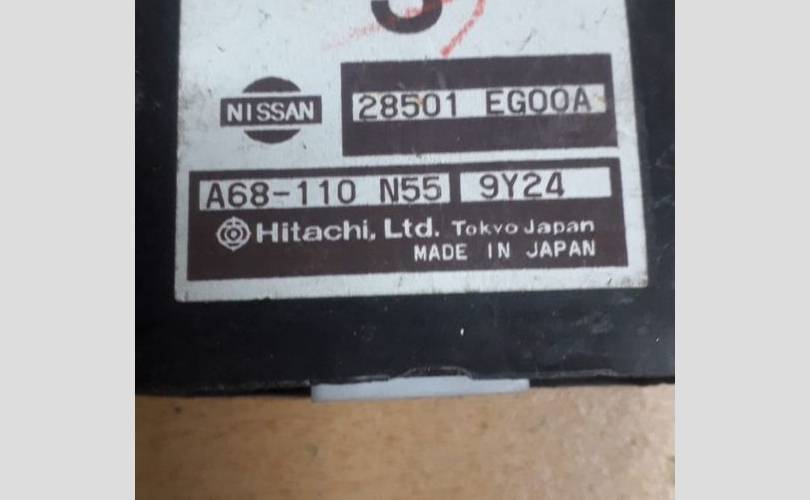 NISSAN 28501 EG00A
A68-110 N55 9Y24
Hitachi, Ltd. Tokyo Japan
MADE IN JAPAN